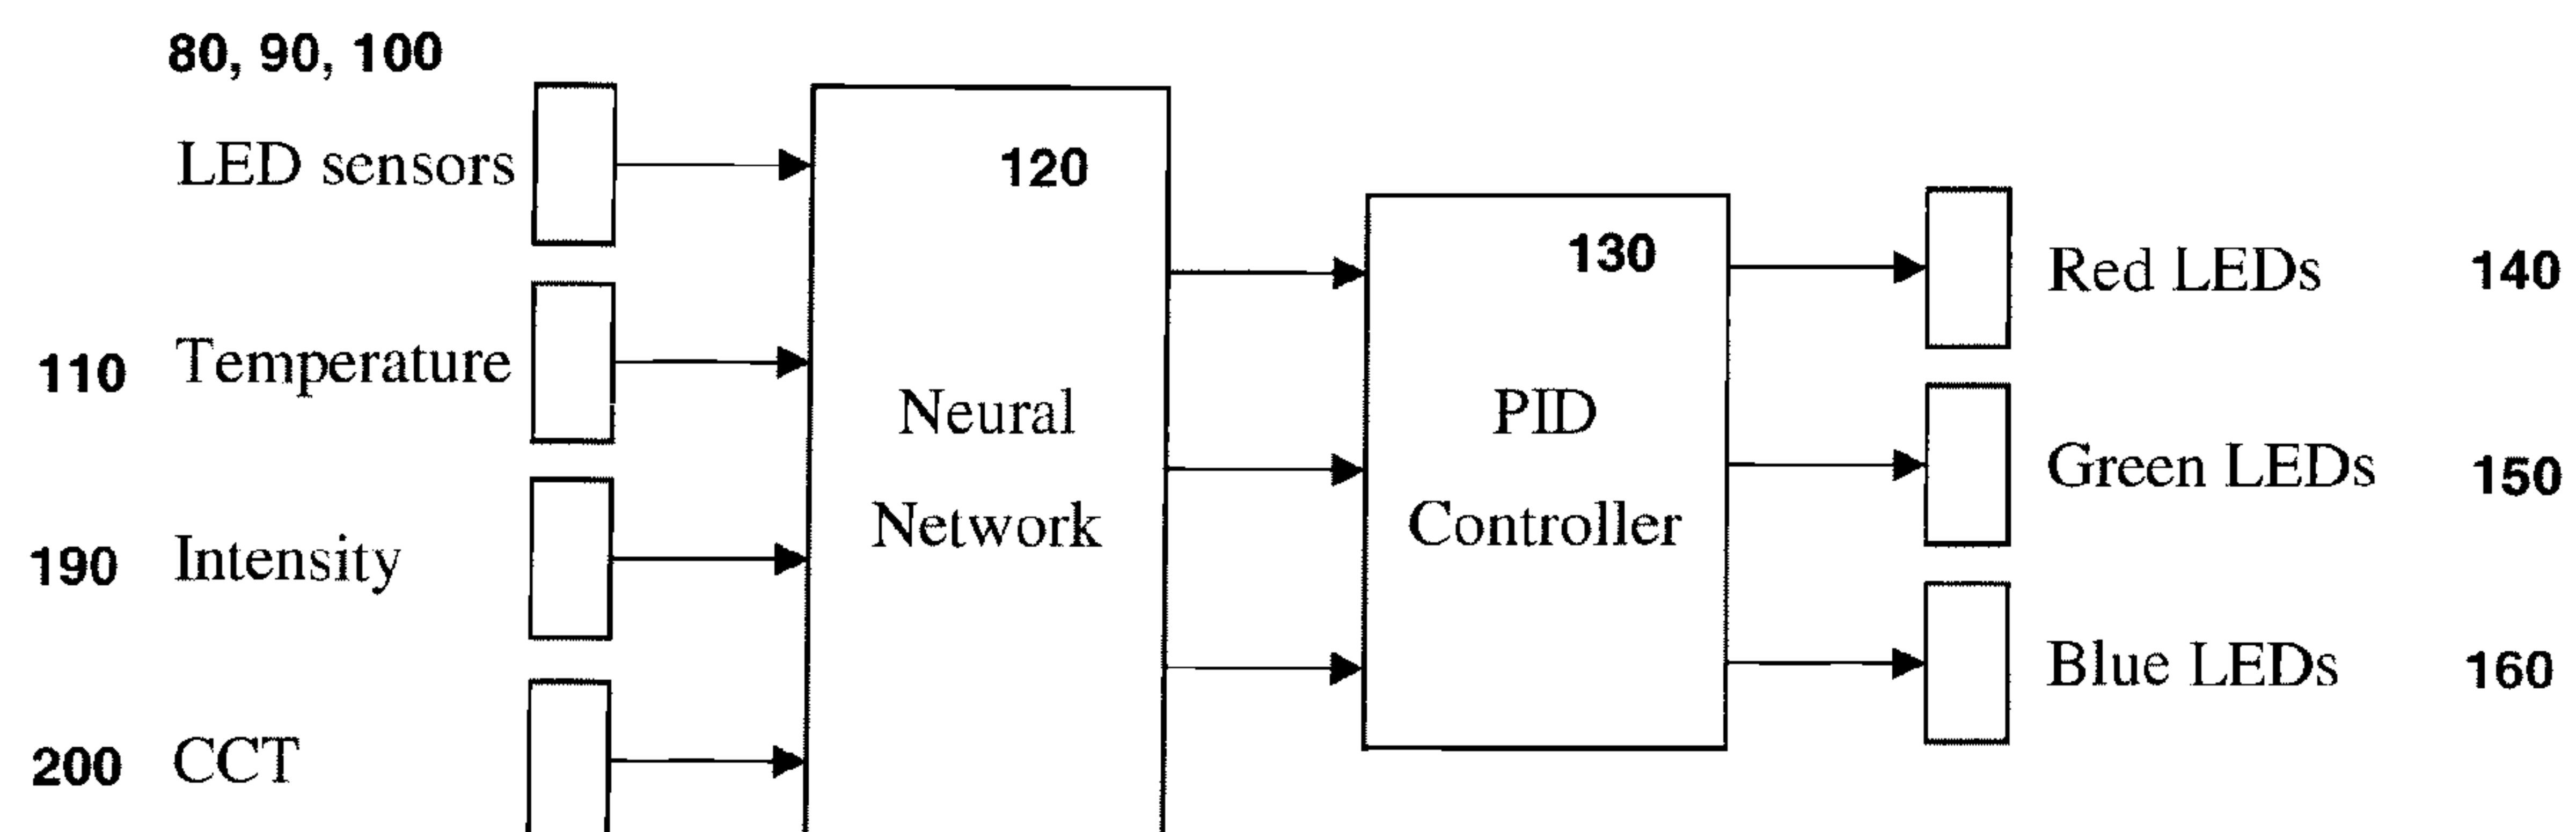 80, 90, 100
LED sensors
110 Temperature
190 Intensity
200 CCT
120
Neural
Network
130
PID
Controller
Red LEDs 140
Green LEDs 150
Blue LEDs 160